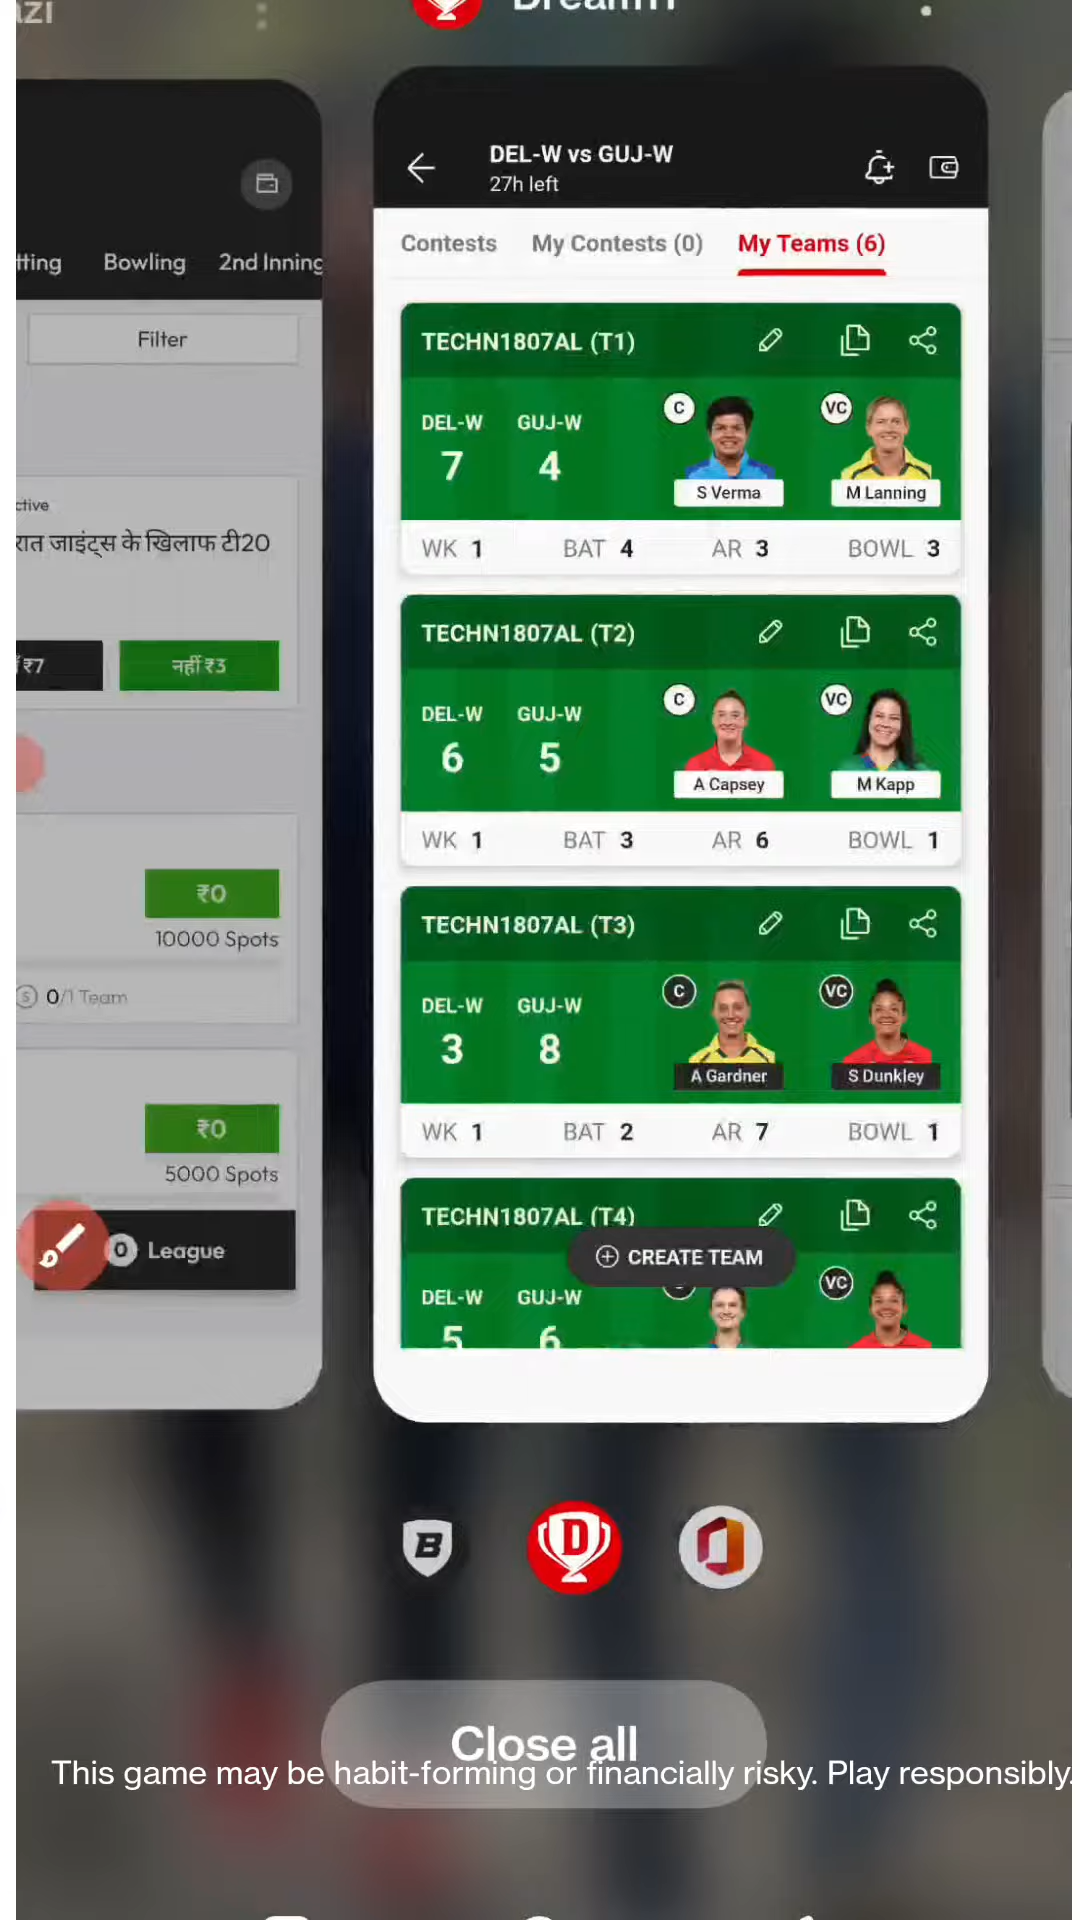 DEL-W vs GUJ-W
27h left
Contests My Contests (0) My Teams (6)
TECHN1807AL (T1)
DEL-W GUJ-W C VC
7 4
S Verma M Lanning
WK 1 BAT 4 AR 3 BOWL 3
TECHN1807AL (T2)
DEL-W GUJ-W C VC
6 5
A Capsey M Kapp
WK 1 BAT 3 AR 6 BOWL 1
TECHN1807AL (T3)
DEL-W GUJ-W C VC
3 8
A Gardner S Dunkley
WK 1 BAT 2 AR 7 BOWL 1
TECHN1807AL (T4)
CREATE TEAM
DEL-W GUJ-W VC
5 6
Bowling 2nd Inning
Filter
के खिलाफ टी20
₹7 नहीं ₹3
₹0
10000 Spots
S 0/1 Team
₹0
5000 Spots
0 League
B D
Close all
This game may be habit-forming or financially risky. Play responsibly.